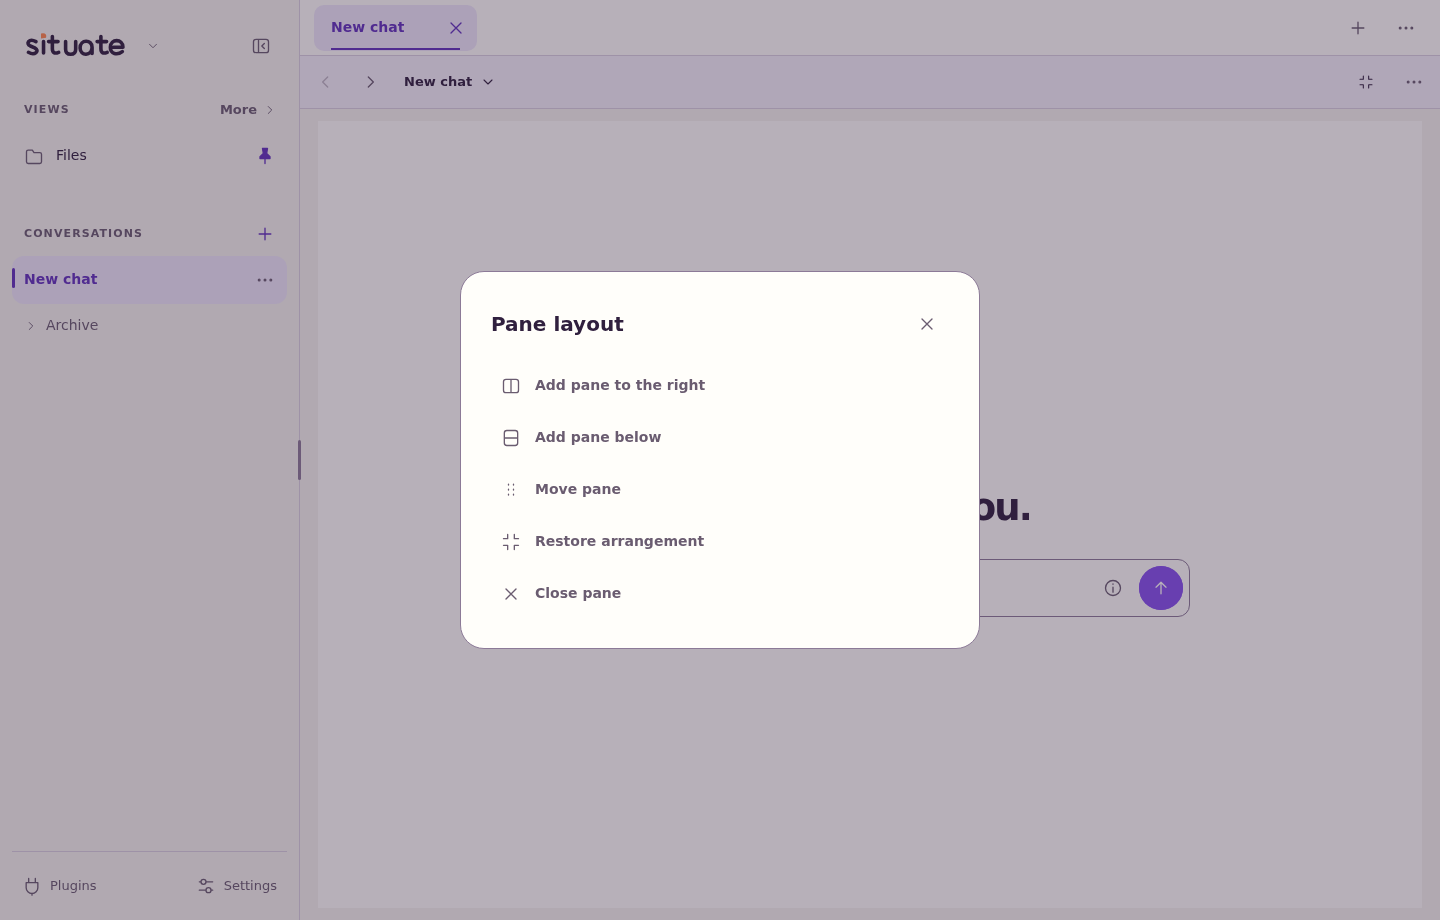 situate
New chat
VIEWS
More
New chat
Files
CONVERSATIONS
New chat
Archive
Pane layout
Add pane to the right
Add pane below
Move pane
Restore arrangement
Close pane
Plugins
Settings